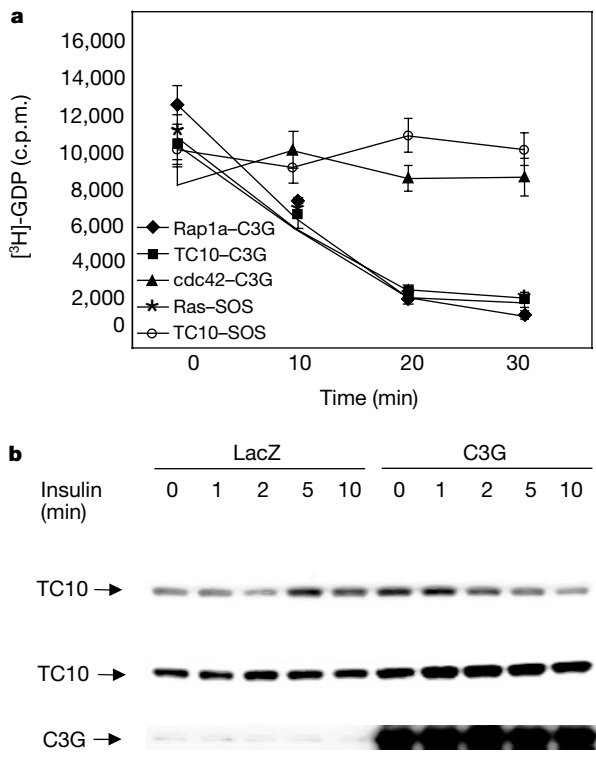 a
[³H]-GDP (c.p.m.)
16,000
14,000
12,000
10,000
8,000
6,000
4,000
2,000
0
Rap1a–C3G
TC10–C3G
cdc42–C3G
Ras–SOS
TC10–SOS
0 10 20 30
Time (min)
b
LacZ C3G
Insulin (min)
0 1 2 5 10 0 1 2 5 10
TC10
TC10
C3G